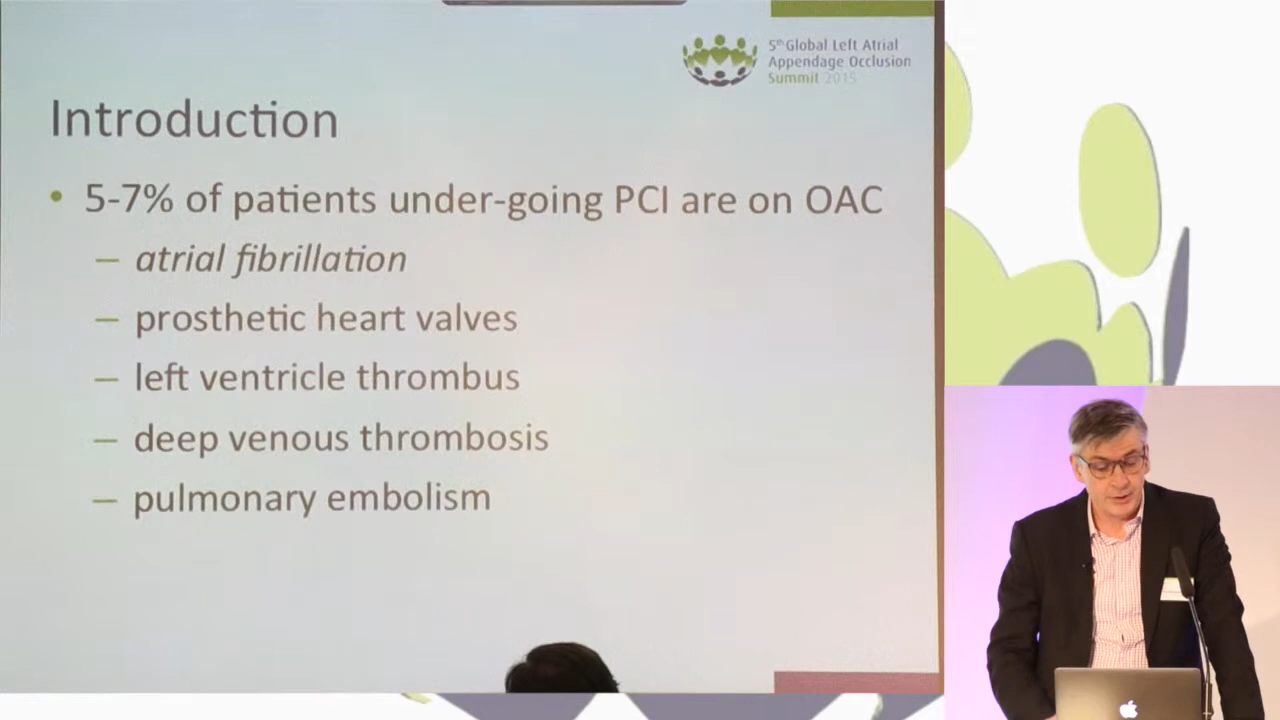 5th Global Left Atrial
Appendage Occlusion
Summit 2015
Introduction
• 5-7% of patients under-going PCI are on OAC
– atrial fibrillation
– prosthetic heart valves
– left ventricle thrombus
– deep venous thrombosis
– pulmonary embolism